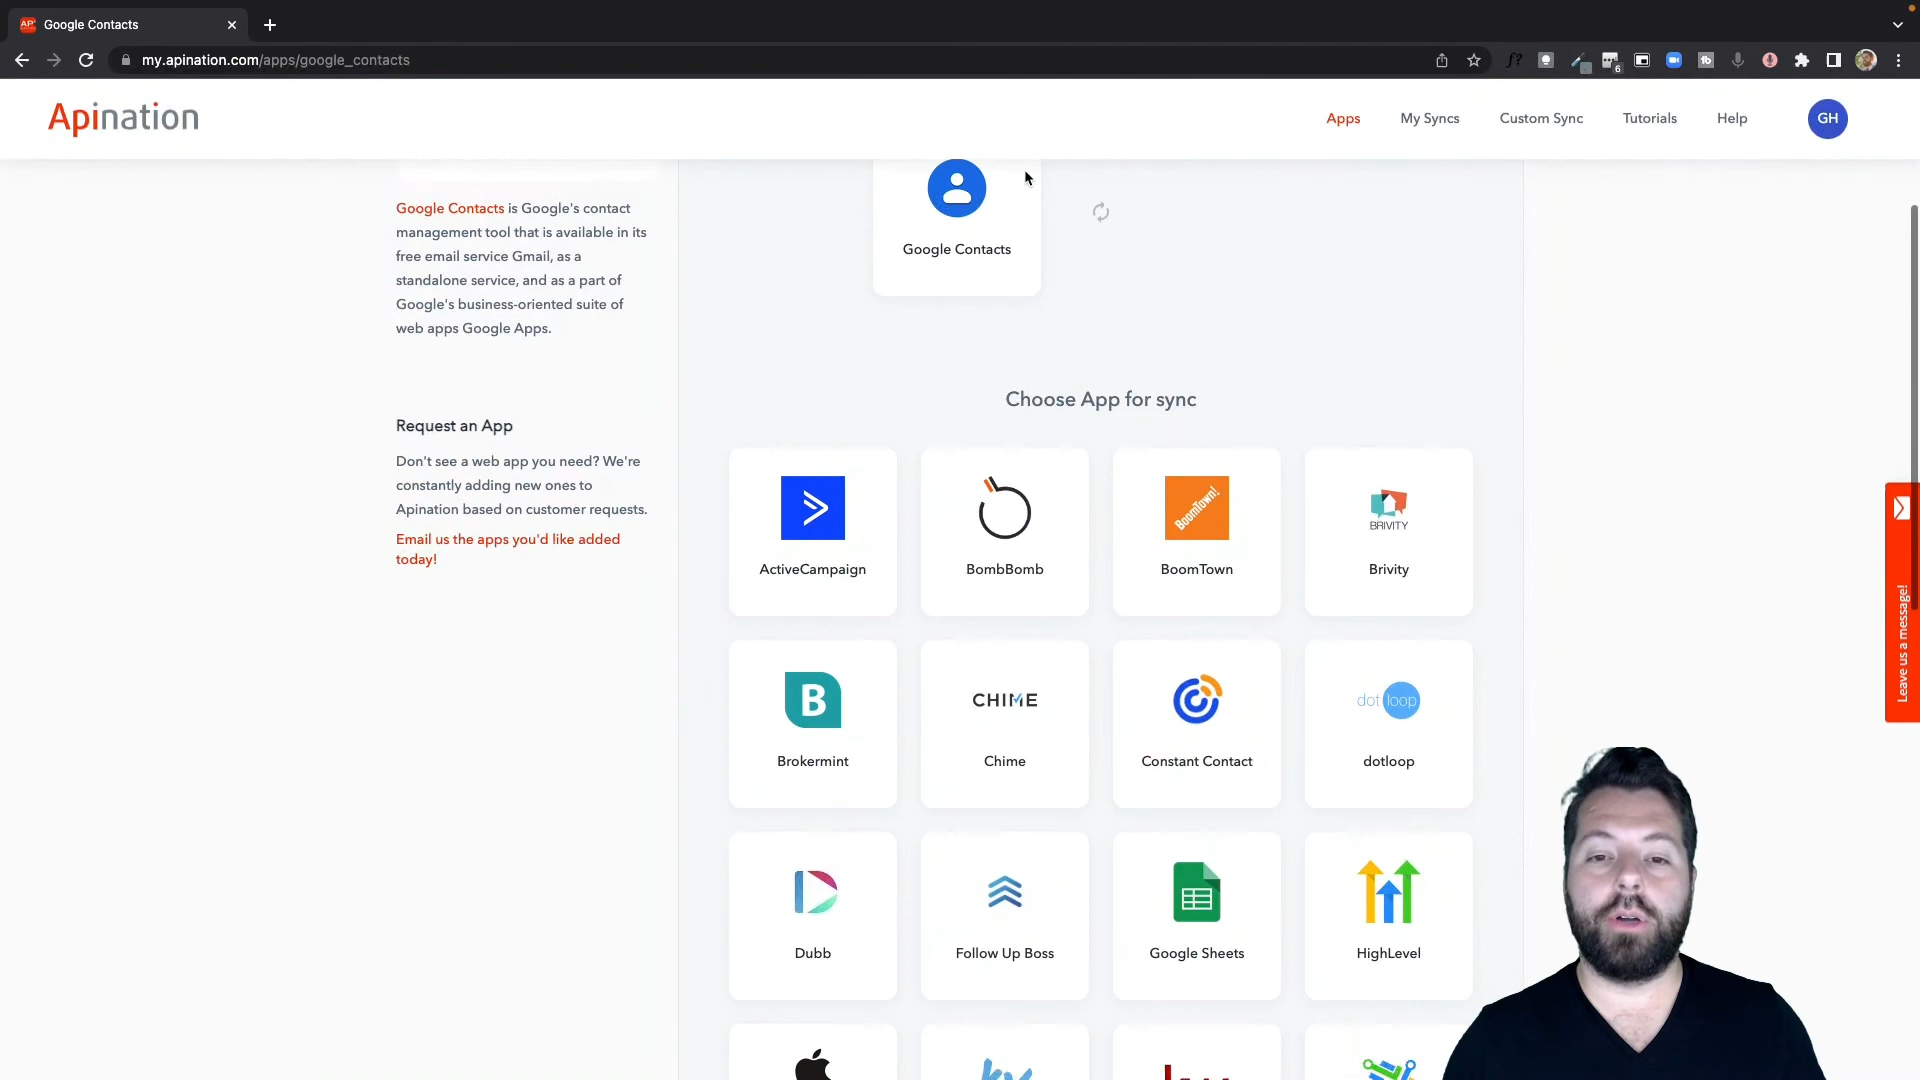 Google Contacts
my.apination.com/apps/google_contacts
6
Apination
Apps
My Syncs
Custom Sync
Tutorials
Help
GH
Google Contacts is Google's contact
management tool that is available in its
free email service Gmail, as a
standalone service, and as a part of
Google's business-oriented suite of
web apps Google Apps.
Google Contacts
Request an App
Don't see a web app you need? We're
constantly adding new ones to
Apination based on customer requests.
Email us the apps you'd like added
today!
Choose App for sync
ActiveCampaign
BombBomb
BoomTown!
BoomTown
BRIVITY
Brivity
B
Brokermint
CHIME
Chime
Constant Contact
dotloop
dotloop
Dubb
Follow Up Boss
Google Sheets
HighLevel
Leave us a message!